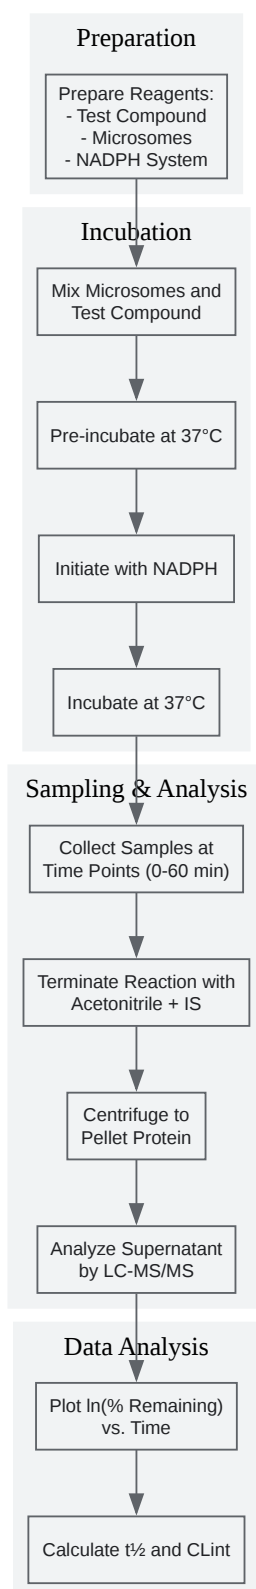 Preparation
Prepare Reagents:
- Test Compound
- Microsomes
- NADPH System
Incubation
Mix Microsomes and
Test Compound
Pre-incubate at 37°C
Initiate with NADPH
Incubate at 37°C
Sampling & Analysis
Collect Samples at
Time Points (0-60 min)
Terminate Reaction with
Acetonitrile + IS
Centrifuge to
Pellet Protein
Analyze Supernatant
by LC-MS/MS
Data Analysis
Plot ln(% Remaining)
vs. Time
Calculate t½ and CLint